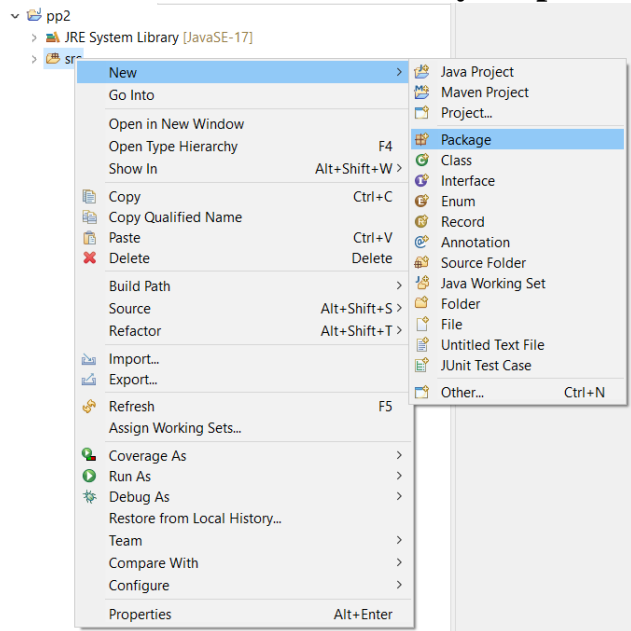 pp2
JRE System Library [JavaSE-17]
src
New
Go Into
Open in New Window
Open Type Hierarchy F4
Show In Alt+Shift+W >
Copy Ctrl+C
Copy Qualified Name
Paste Ctrl+V
Delete Delete
Build Path
Source Alt+Shift+S >
Refactor Alt+Shift+T >
Import...
Export...
Refresh F5
Assign Working Sets...
Coverage As
Run As
Debug As
Restore from Local History...
Team
Compare With
Configure
Properties Alt+Enter
Java Project
Maven Project
Project...
Package
Class
Interface
Enum
Record
Annotation
Source Folder
Java Working Set
Folder
File
Untitled Text File
JUnit Test Case
Other... Ctrl+N